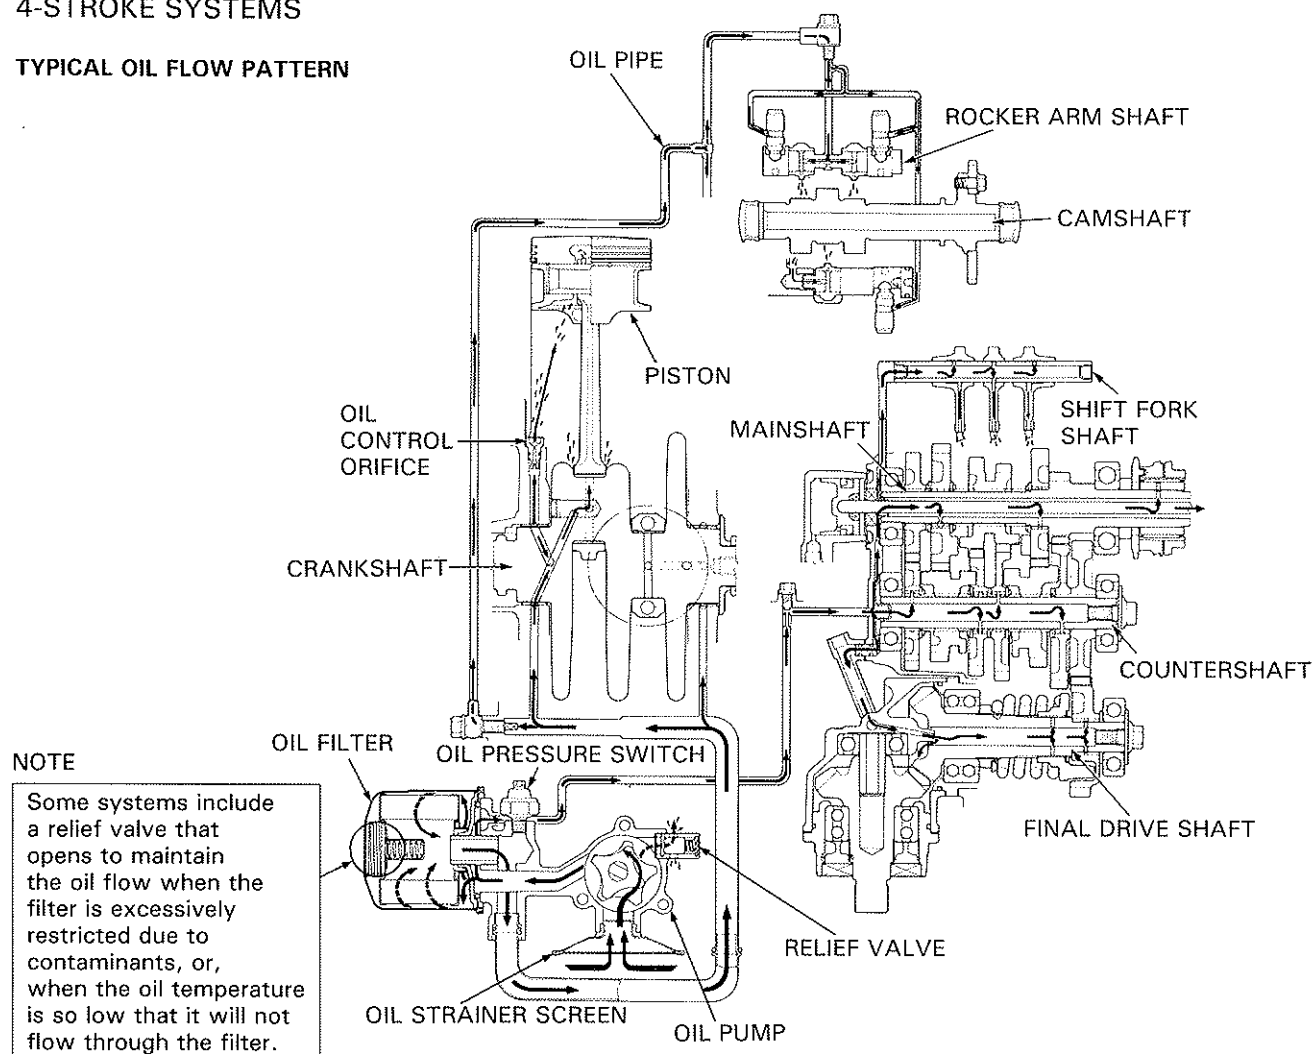 4-STROKE SYSTEMS
TYPICAL OIL FLOW PATTERN
OIL PIPE
ROCKER ARM SHAFT
CAMSHAFT
PISTON
OIL
CONTROL
ORIFICE
SHIFT FORK
SHAFT
MAINSHAFT
CRANKSHAFT
COUNTERSHAFT
OIL FILTER
OIL PRESSURE SWITCH
FINAL DRIVE SHAFT
RELIEF VALVE
OIL STRAINER SCREEN
OIL PUMP
NOTE
Some systems include
a relief valve that
opens to maintain
the oil flow when the
filter is excessively
restricted due to
contaminants, or,
when the oil temperature
is so low that it will not
flow through the filter.